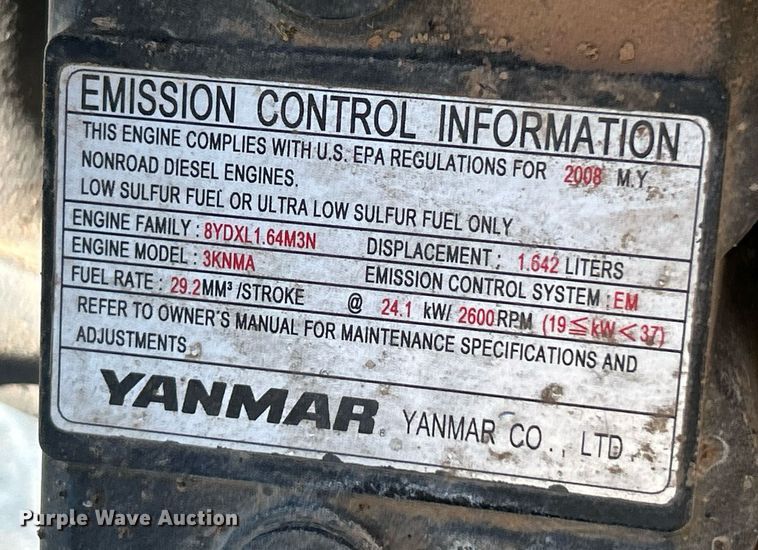 EMISSION CONTROL INFORMATION
THIS ENGINE COMPLIES WITH U.S. EPA REGULATIONS FOR 2008 M.Y
NONROAD DIESEL ENGINES.
LOW SULFUR FUEL OR ULTRA LOW SULFUR FUEL ONLY
ENGINE FAMILY : 8YDXL1.64M3N DISPLACEMENT : 1.642 LITERS
ENGINE MODEL : 3KNMA EMISSION CONTROL SYSTEM : EM
FUEL RATE : 29.2MM³ /STROKE @ 24.1 kW/ 2600RPM (19≦kW<37)
REFER TO OWNER'S MANUAL FOR MAINTENANCE SPECIFICATIONS AND
ADJUSTMENTS
YANMAR® YANMAR CO., LTD.
Purple Wave Auction